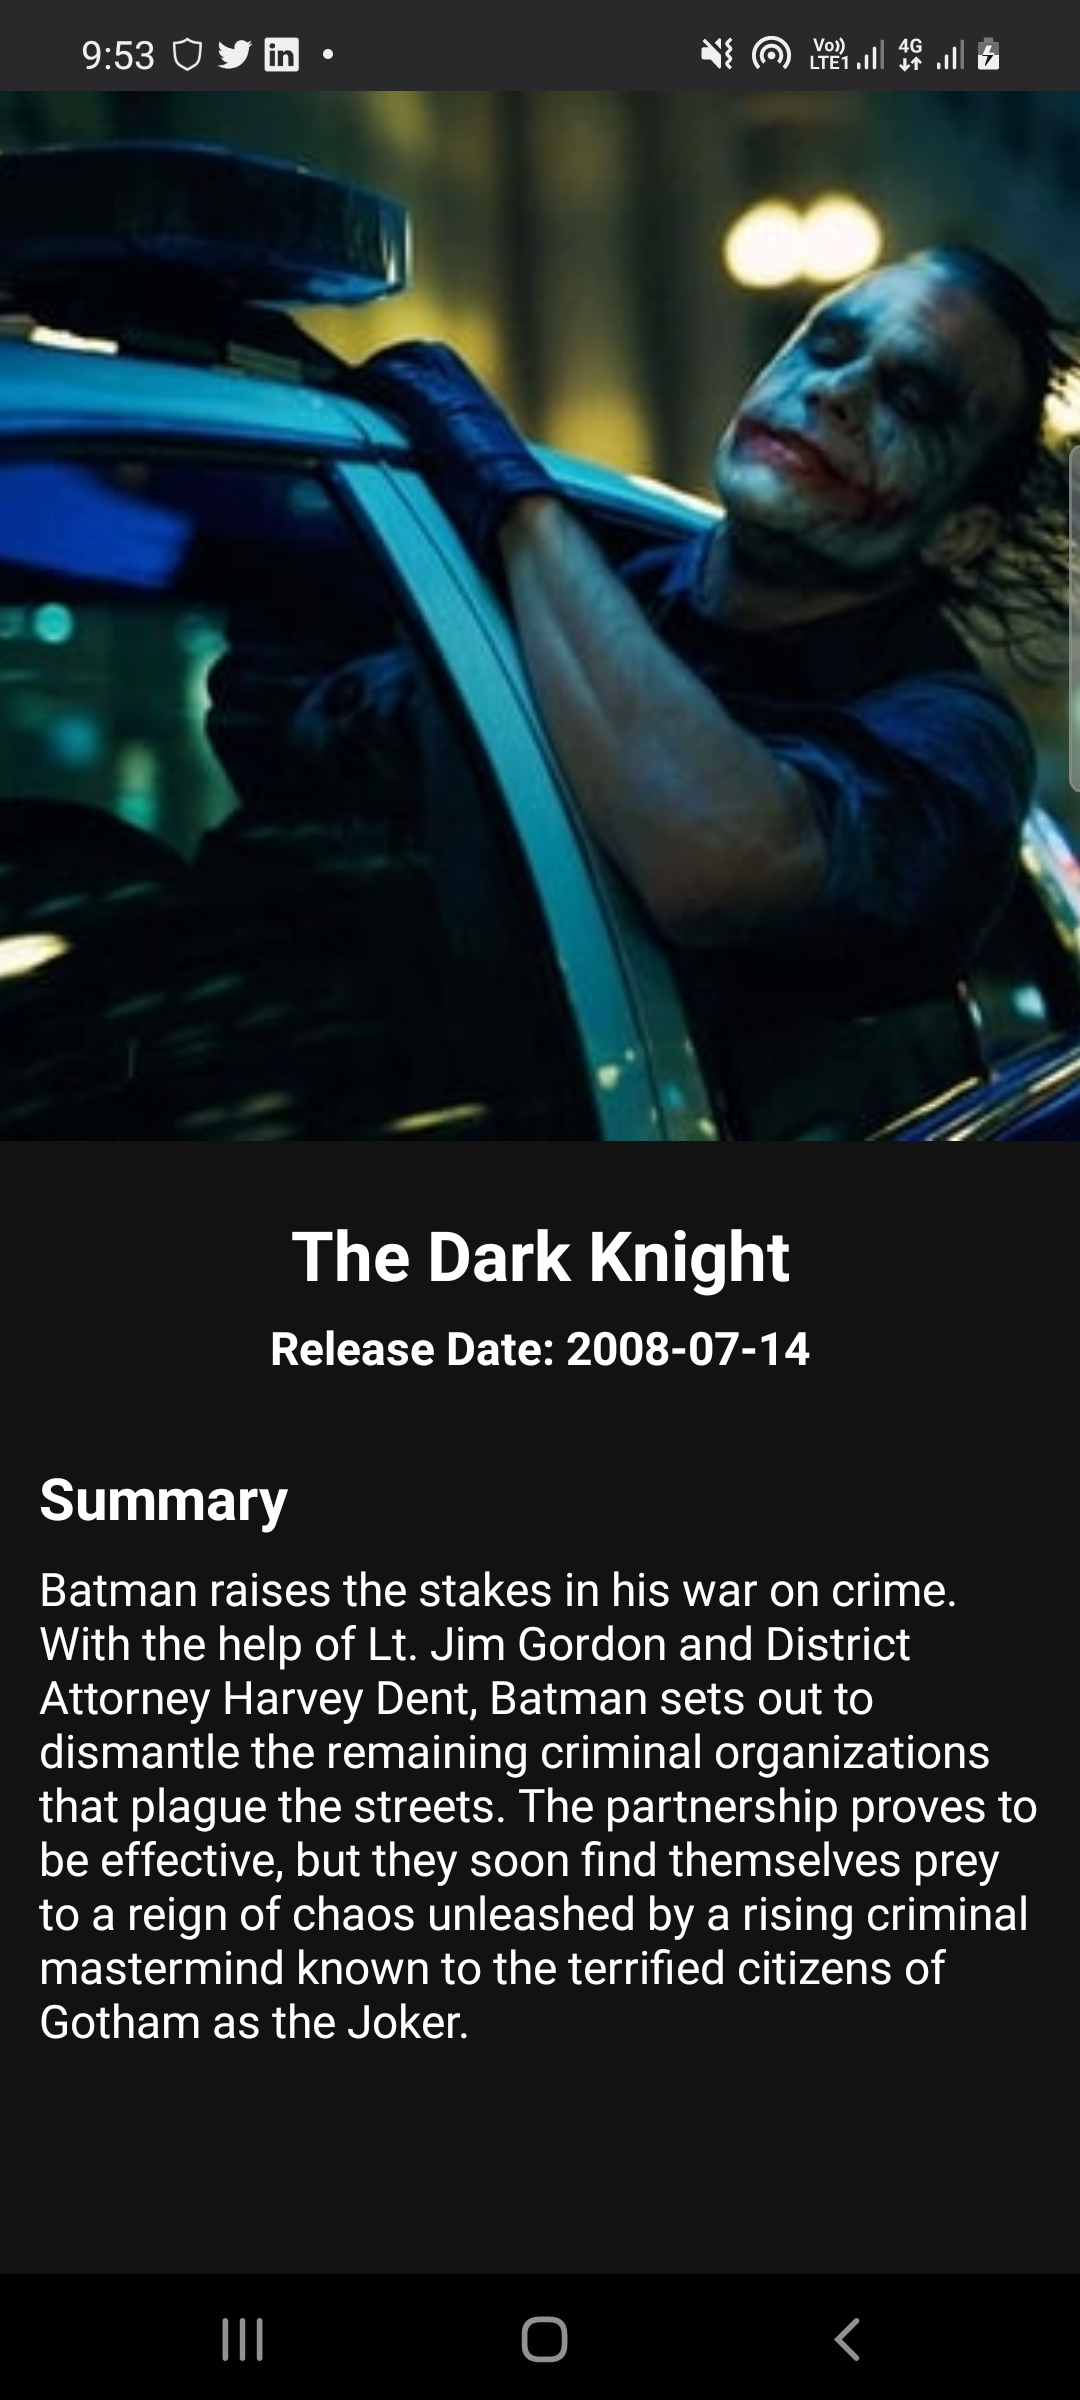 9:53
in
Vo)) 4G
LTE1
The Dark Knight
Release Date: 2008-07-14
Summary
Batman raises the stakes in his war on crime.
With the help of Lt. Jim Gordon and District
Attorney Harvey Dent, Batman sets out to
dismantle the remaining criminal organizations
that plague the streets. The partnership proves to
be effective, but they soon find themselves prey
to a reign of chaos unleashed by a rising criminal
mastermind known to the terrified citizens of
Gotham as the Joker.